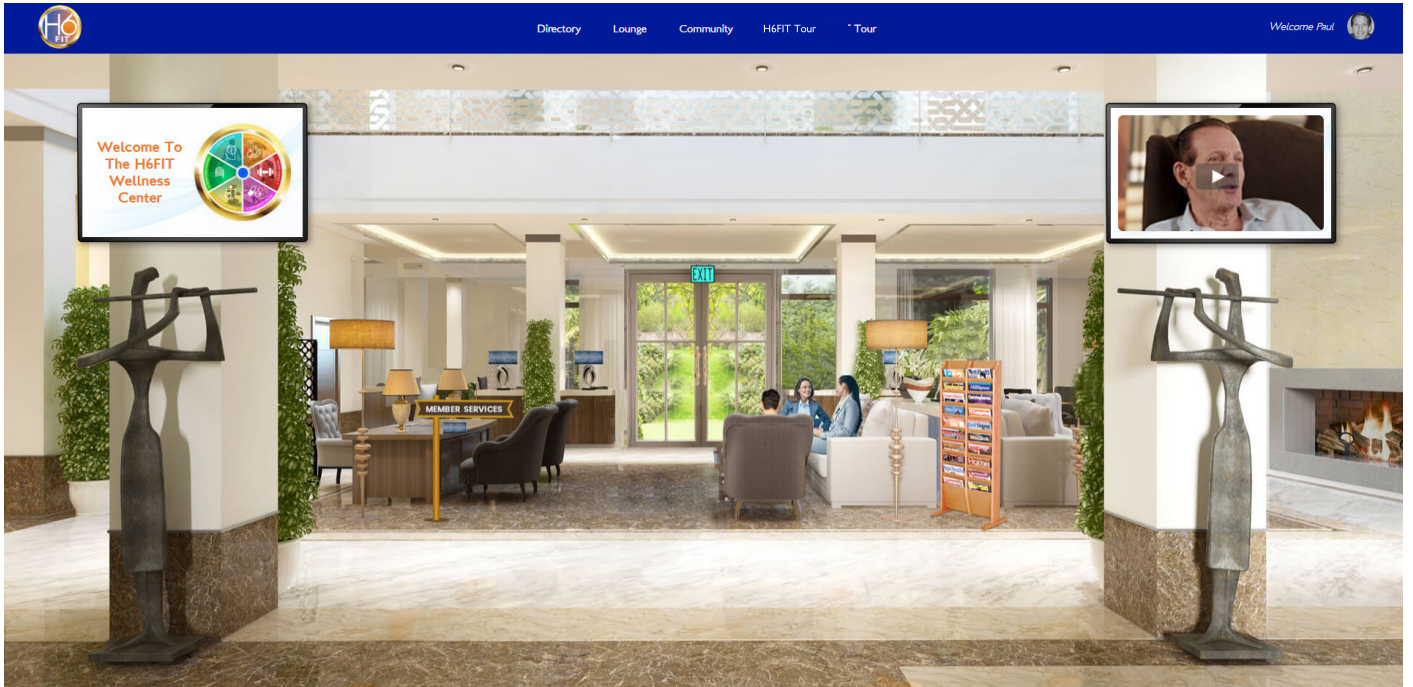 H6
FIT
Directory
Lounge
Community
H6FIT Tour
" Tour
Welcome Paul
Welcome To
The H6FIT
Wellness
Center
EXIT
MEMBER SERVICES